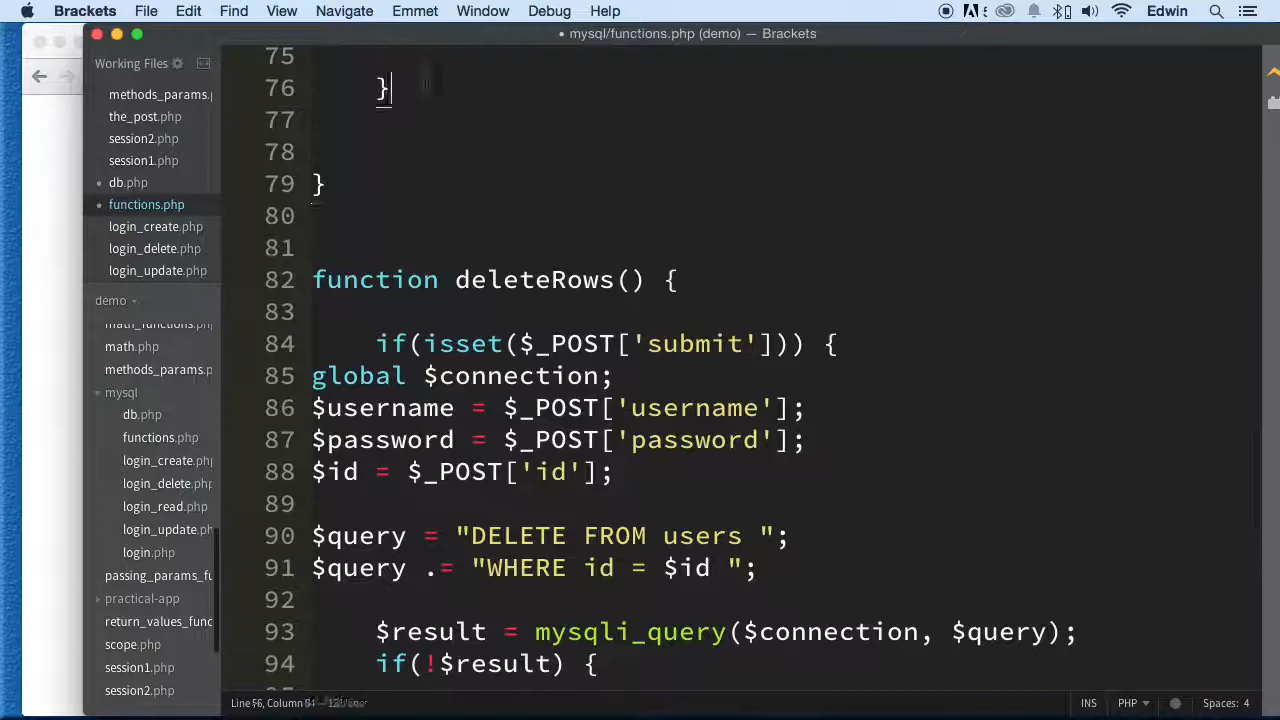 Brackets File Edit Find View Navigate Emmet Window Debug Help Edwin
mysql/functions.php (demo) — Brackets
Working Files
methods_params.p
the_post.php
session2.php
session1.php
db.php
functions.php
login_create.php
login_delete.php
login_update.php
demo
math_functions.php
math.php
methods_params.p
mysql
db.php
functions.php
login_create.php
login_delete.php
login_read.php
login_update.ph
login.php
passing_params_fu
practical-app
return_values_func
scope.php
session1.php
session2.php
75
76 }
77
78
79 }
80
81
82 function deleteRows() {
83
84 if(isset($_POST['submit'])) {
85 global $connection;
86 $username = $_POST['username'];
87 $password = $_POST['password'];
88 $id = $_POST['id'];
89
90 $query = "DELETE FROM users ";
91 $query .= "WHERE id = $id ";
92
93 $result = mysqli_query($connection, $query);
94 if(!$result) {
INS PHP Spaces: 4